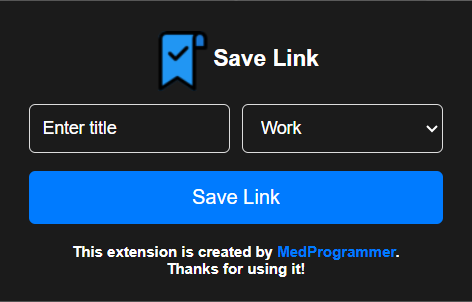 Save Link
Enter title
Work
Save Link
This extension is created by MedProgrammer.
Thanks for using it!